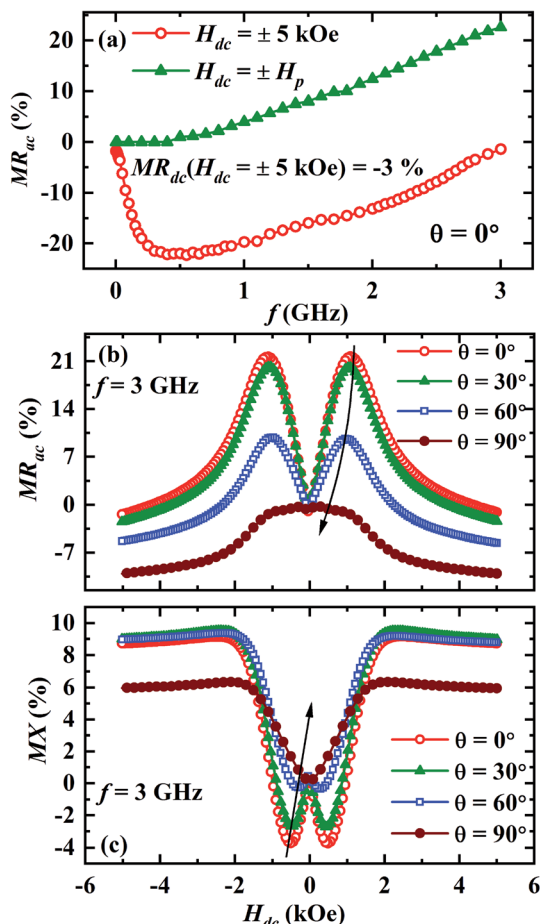 (a)
H_dc = ± 5 kOe
H_dc = ± H_p
MR_dc(H_dc = ± 5 kOe) = -3 %
θ = 0°
20
10
0
-10
-20
MR_ac (%)
0 1 2 3
f (GHz)
(b)
f = 3 GHz
θ = 0°
θ = 30°
θ = 60°
θ = 90°
21
14
7
0
-7
MR_ac (%)
10
8
6
4
2
0
-2
-4
MX (%)
f = 3 GHz
(c)
θ = 0°
θ = 30°
θ = 60°
θ = 90°
-6 -4 -2 0 2 4 6
H_dc (kOe)